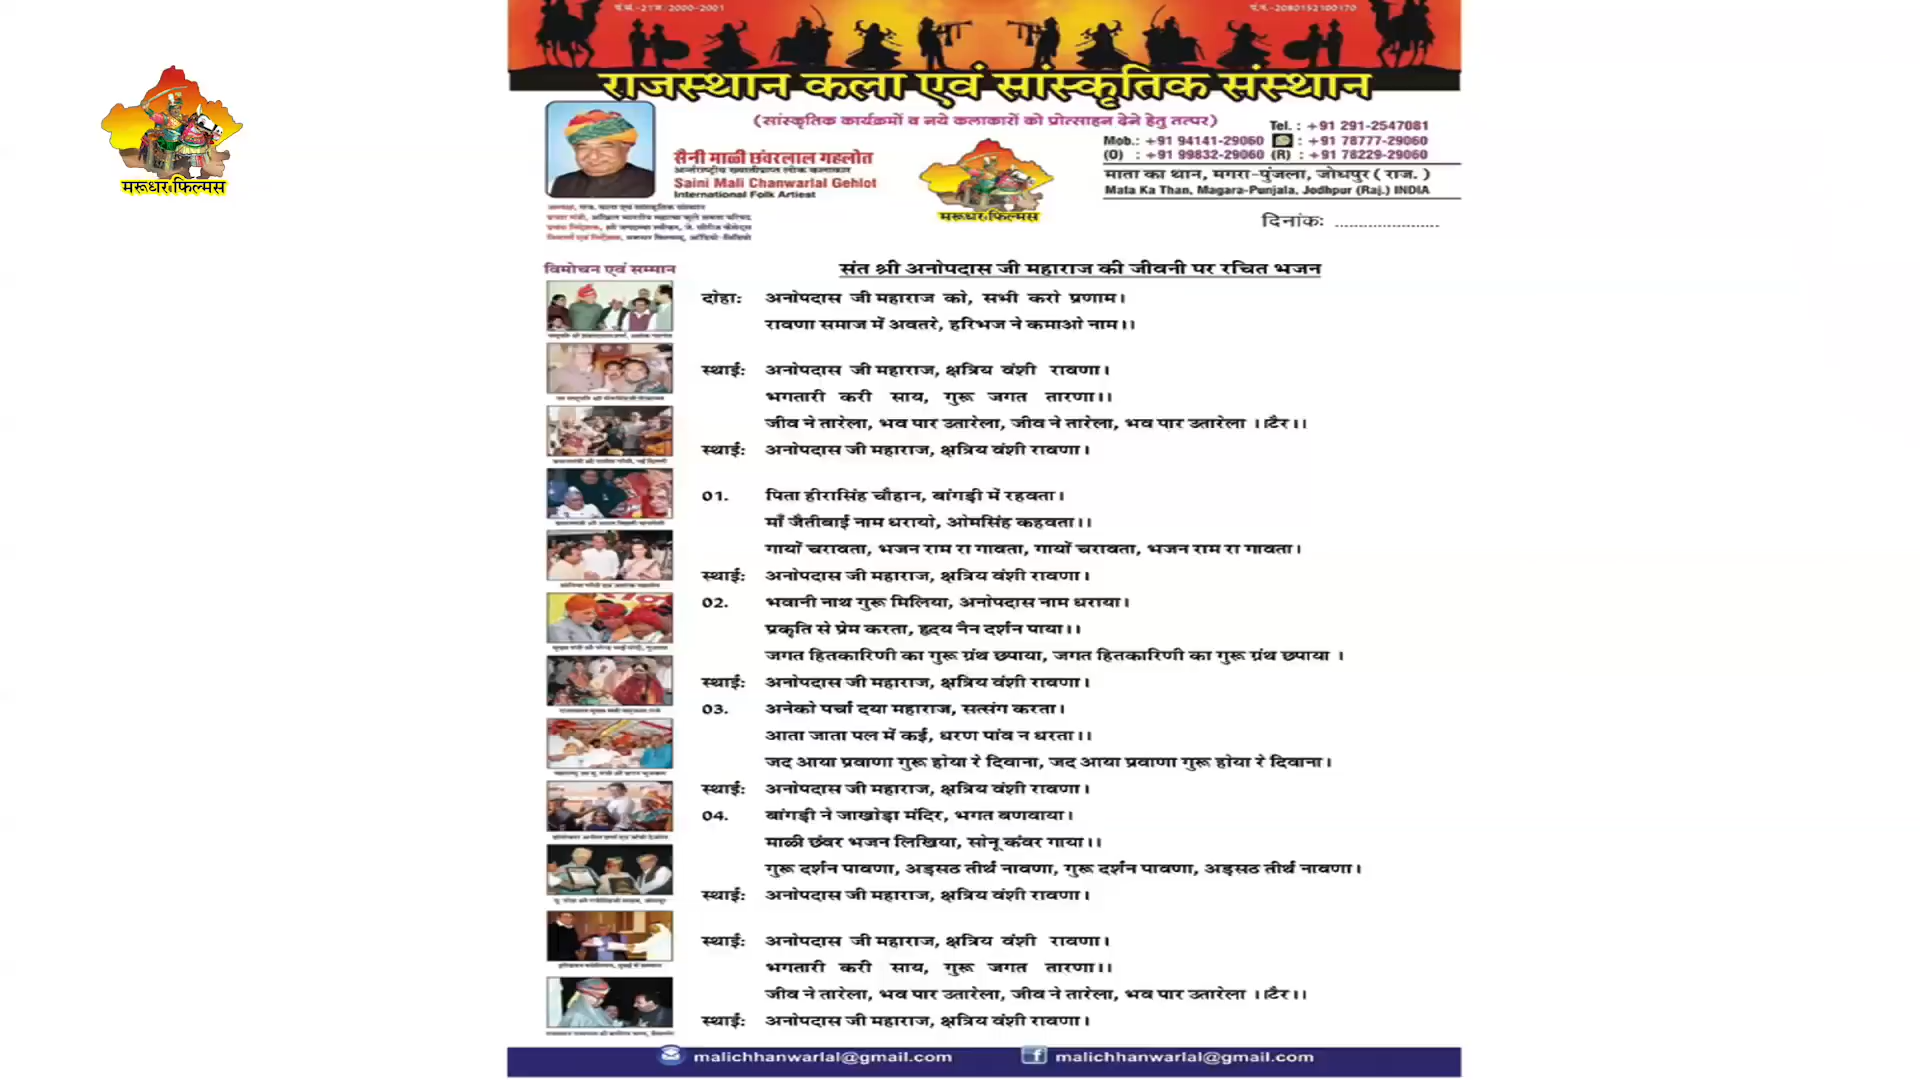 पं.सं.-21/जे./2000-2001
पं.सं.-2080152100170
राजस्थान कला एवं सांस्कृतिक संस्थान
(सांस्कृतिक कार्यक्रमों व नये कलाकारों को प्रोत्साहन देने हेतु तत्पर)
मरूधर फिल्मस
सैनी माळी छंवरलाल गहलोत
अन्तर्राष्ट्रीय ख्यातीप्राप्त लोक कलाकार
Saini Mali Chanwarlal Gehlot
International Folk Artiest
मरूधर फिल्मस
Tel. : +91 291-2547081
Mob.: +91 94141-29060 : +91 78777-29060
(O) : +91 99832-29060 (R) : +91 78229-29060
माता का थान, मगरा-पुंजला, जोधपुर ( राज. )
Mata Ka Than, Magara-Punjala, Jodhpur (Raj.) INDIA
दिनांकः ......................
विमोचन एवं सम्मान
संत श्री अनोपदास जी महाराज की जीवनी पर रचित भजन
दोहाः अनोपदास जी महाराज को, सभी करो प्रणाम।
रावणा समाज में अवतरे, हरिभज ने कमाओ नाम।।
स्थाईः अनोपदास जी महाराज, क्षत्रिय वंशी रावणा।
भगतारी करी साय, गुरू जगत तारणा।।
जीव ने तारेला, भव पार उतारेला, जीव ने तारेला, भव पार उतारेला ।।टैर।।
स्थाईः अनोपदास जी महाराज, क्षत्रिय वंशी रावणा।
01. पिता हीरासिंह चौहान, बांगड़ी में रहवता।
माँ जैतीबाई नाम धरायो, ओमसिंह कहवता।।
गायाँ चरावता, भजन राम रा गावता, गायाँ चरावता, भजन राम रा गावता।
स्थाईः अनोपदास जी महाराज, क्षत्रिय वंशी रावणा।
02. भवानी नाथ गुरू मिलिया, अनोपदास नाम धराया।
प्रकृति से प्रेम करता, हृदय नैन दर्शन पाया।।
जगत हितकारिणी का गुरू ग्रंथ छपाया, जगत हितकारिणी का गुरू ग्रंथ छपाया ।
स्थाईः अनोपदास जी महाराज, क्षत्रिय वंशी रावणा।
03. अनेको पर्चा दया महाराज, सत्संग करता।
आता जाता पल में कई, धरण पांव न धरता।।
जद आया प्रवाणा गुरू होया रे दिवाना, जद आया प्रवाणा गुरू होया रे दिवाना।
स्थाईः अनोपदास जी महाराज, क्षत्रिय वंशी रावणा।
04. बांगड़ी ने जाखोड़ा मंदिर, भगत बणवाया।
माळी छंवर भजन लिखिया, सोनू कंवर गाया।।
गुरू दर्शन पावणा, अड़सठ तीर्थ नावणा, गुरू दर्शन पावणा, अड़सठ तीर्थ नावणा।
स्थाईः अनोपदास जी महाराज, क्षत्रिय वंशी रावणा।
स्थाईः अनोपदास जी महाराज, क्षत्रिय वंशी रावणा।
भगतारी करी साय, गुरू जगत तारणा।।
जीव ने तारेला, भव पार उतारेला, जीव ने तारेला, भव पार उतारेला ।।टैर।।
स्थाईः अनोपदास जी महाराज, क्षत्रिय वंशी रावणा।
malichhanwarlal@gmail.com malichhanwarlal@gmail.com